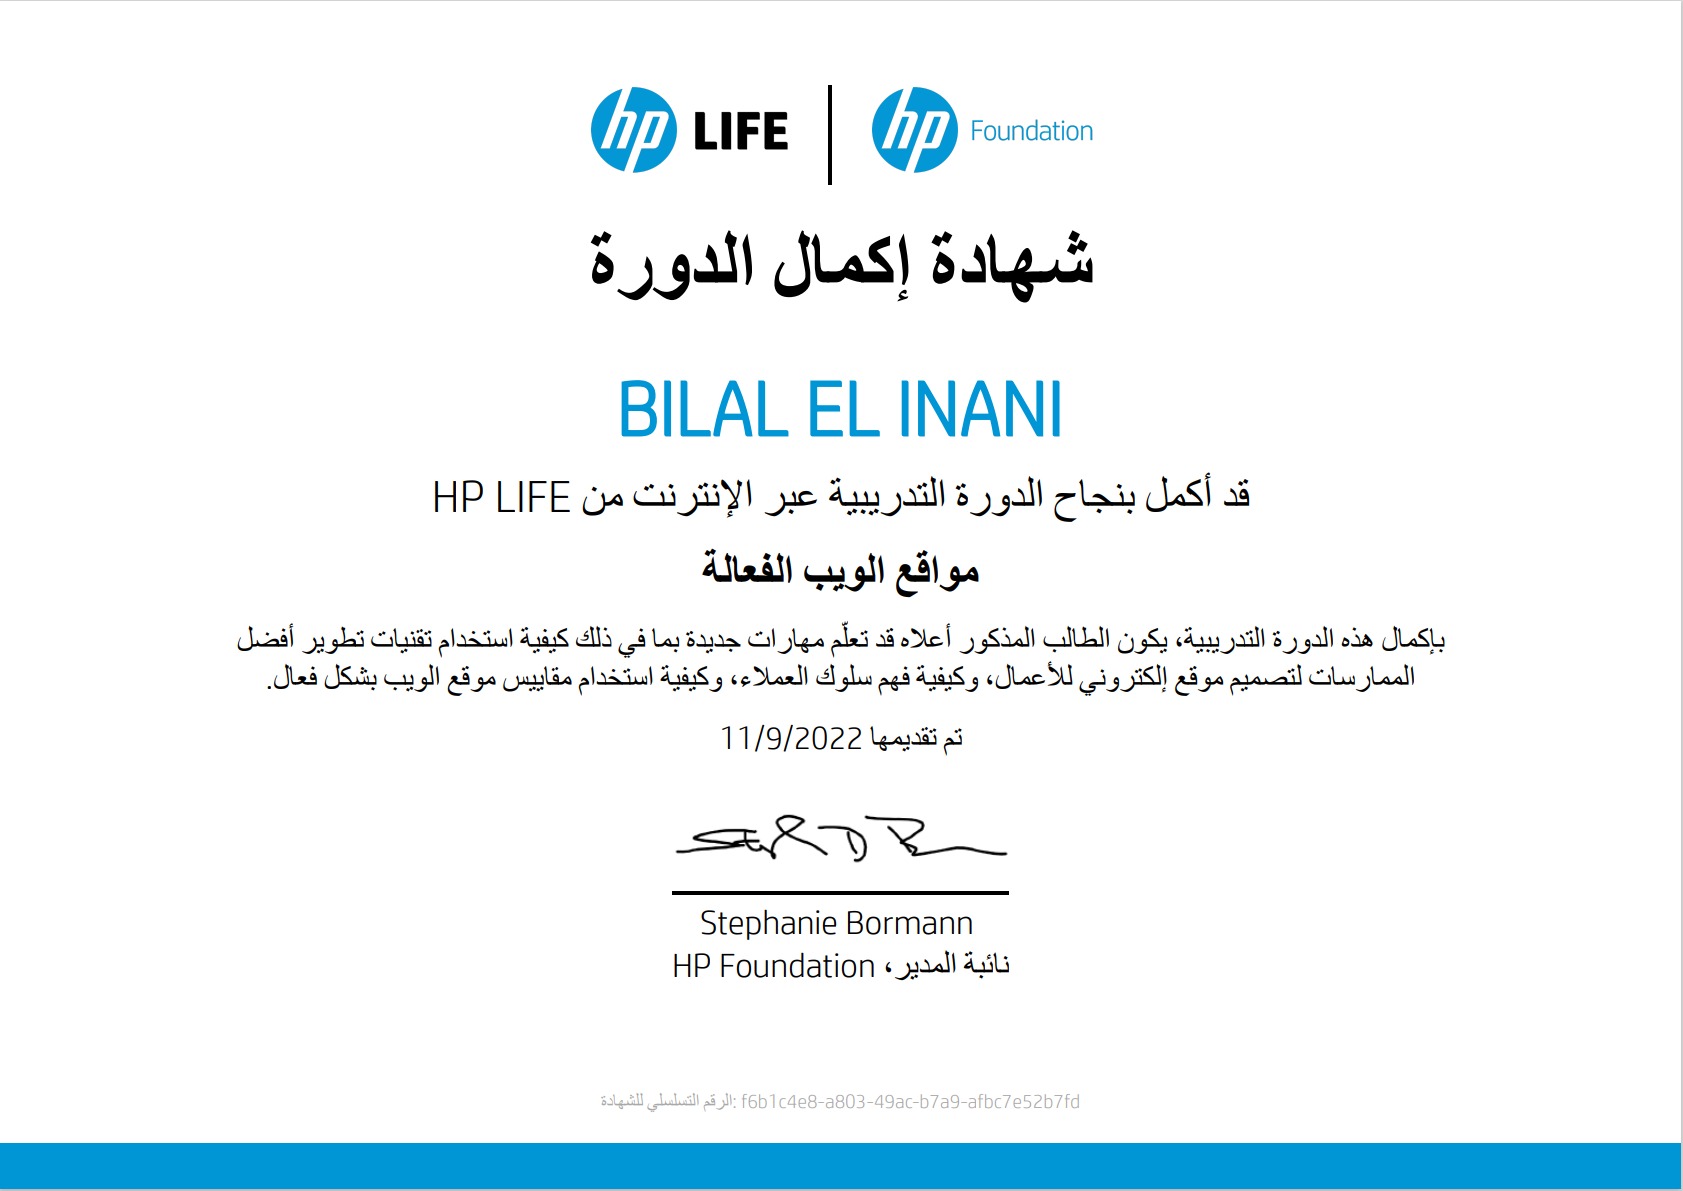 hp LIFE | hp Foundation
شهادة إكمال الدورة
BILAL EL INANI
قد أكمل بنجاح الدورة التدريبية عبر الإنترنت من HP LIFE
مواقع الويب الفعالة
بإكمال هذه الدورة التدريبية، يكون الطالب المذكور أعلاه قد تعلّم مهارات جديدة بما في ذلك كيفية استخدام تقنيات تطوير أفضل
الممارسات لتصميم موقع إلكتروني للأعمال، وكيفية فهم سلوك العملاء، وكيفية استخدام مقاييس موقع الويب بشكل فعال.
تم تقديمها 11/9/2022
Stephanie Bormann
نائبة المدير، HP Foundation
الرقم التسلسلي للشهادة: f6b1c4e8-a803-49ac-b7a9-afbc7e52b7fd